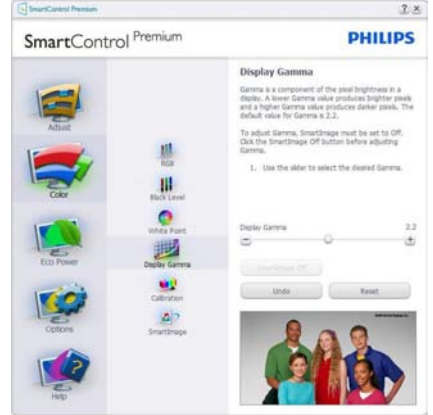 SmartControl Premium
SmartControl Premium
PHILIPS
Adjust
Color
Eco Power
Options
Help
RGB
Black Level
White Point
Display Gamma
Calibration
SmartImage
Display Gamma
Gamma is a component of the pixel brightness in a
display. A lower Gamma value produces brighter pixels
and a higher Gamma value produces darker pixels. The
default value for Gamma is 2.2.
To adjust Gamma, SmartImage must be set to Off.
Click the SmartImage Off button before adjusting
Gamma.
1. Use the slider to select the desired Gamma.
Display Gamma 2.2
SmartImage Off
Undo Reset